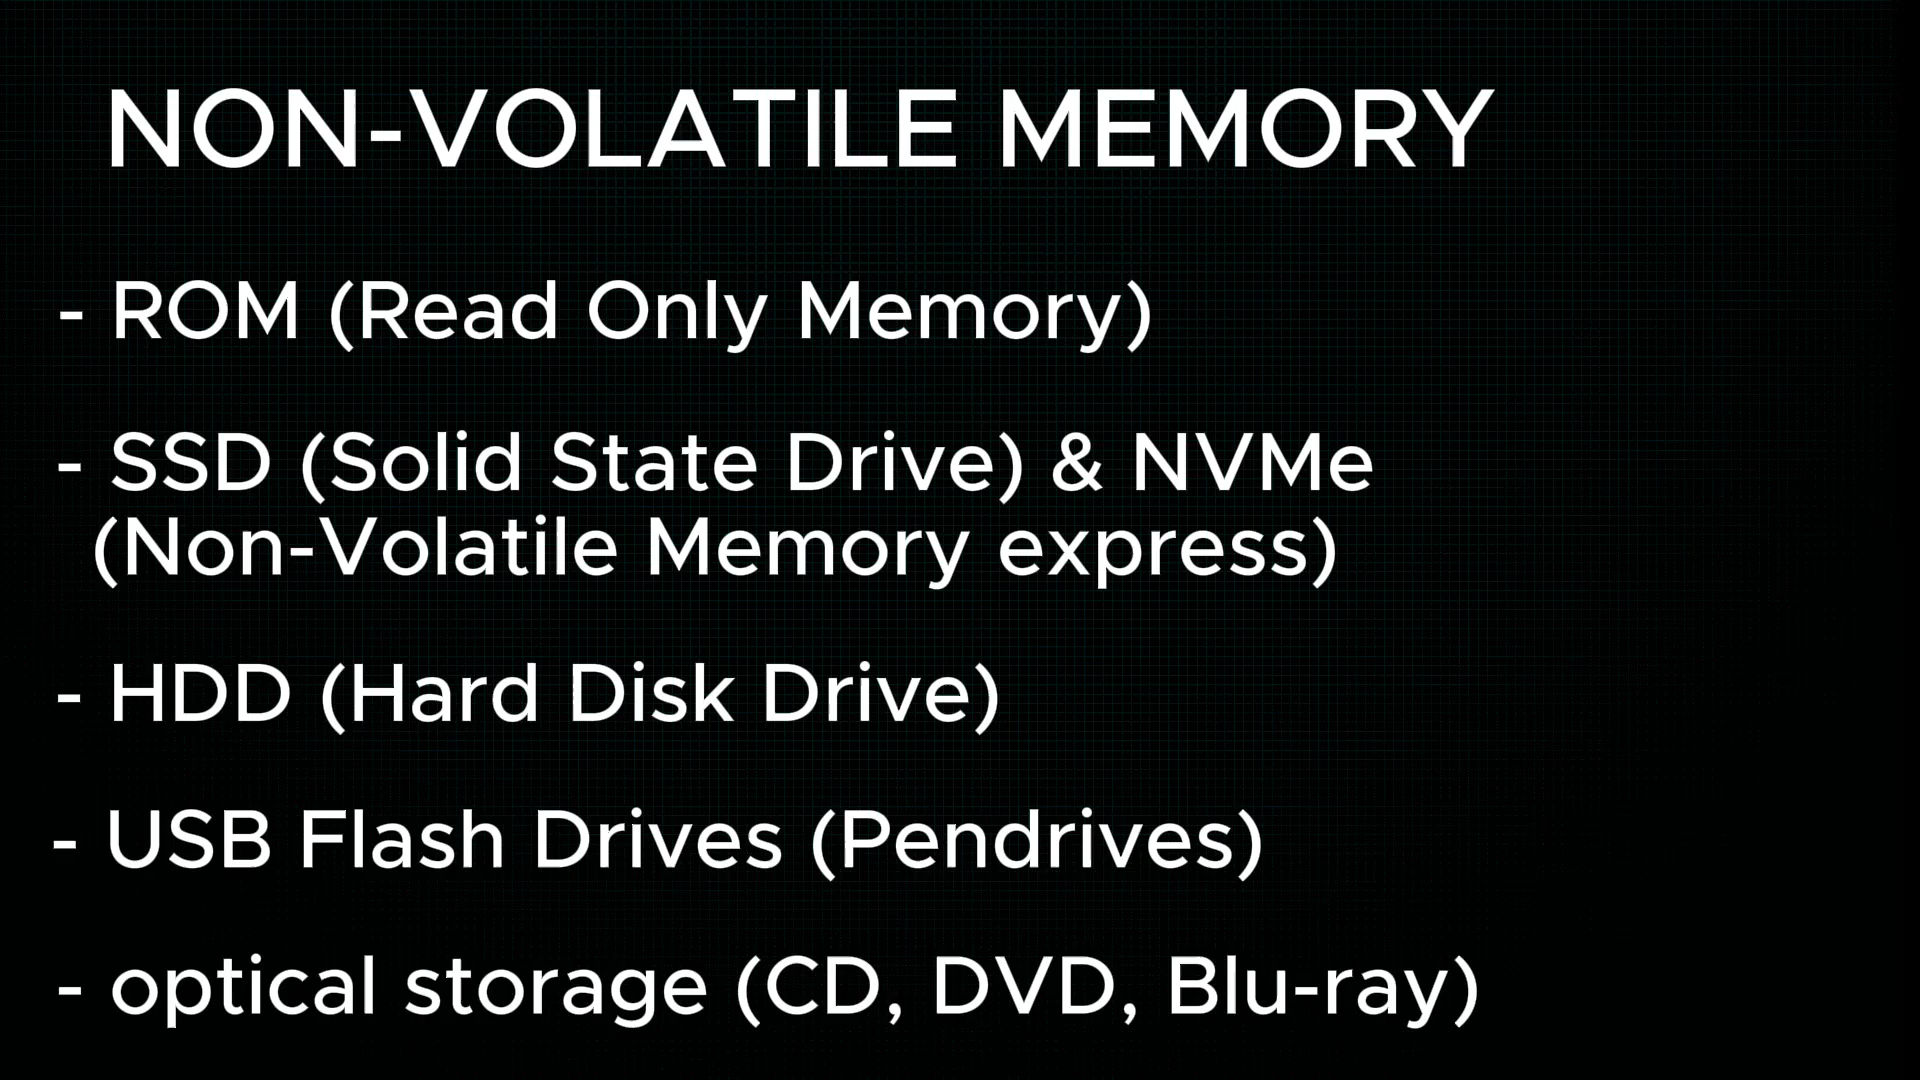 NON-VOLATILE MEMORY
- ROM (Read Only Memory)
- SSD (Solid State Drive) & NVMe
(Non-Volatile Memory express)
- HDD (Hard Disk Drive)
- USB Flash Drives (Pendrives)
- optical storage (CD, DVD, Blu-ray)